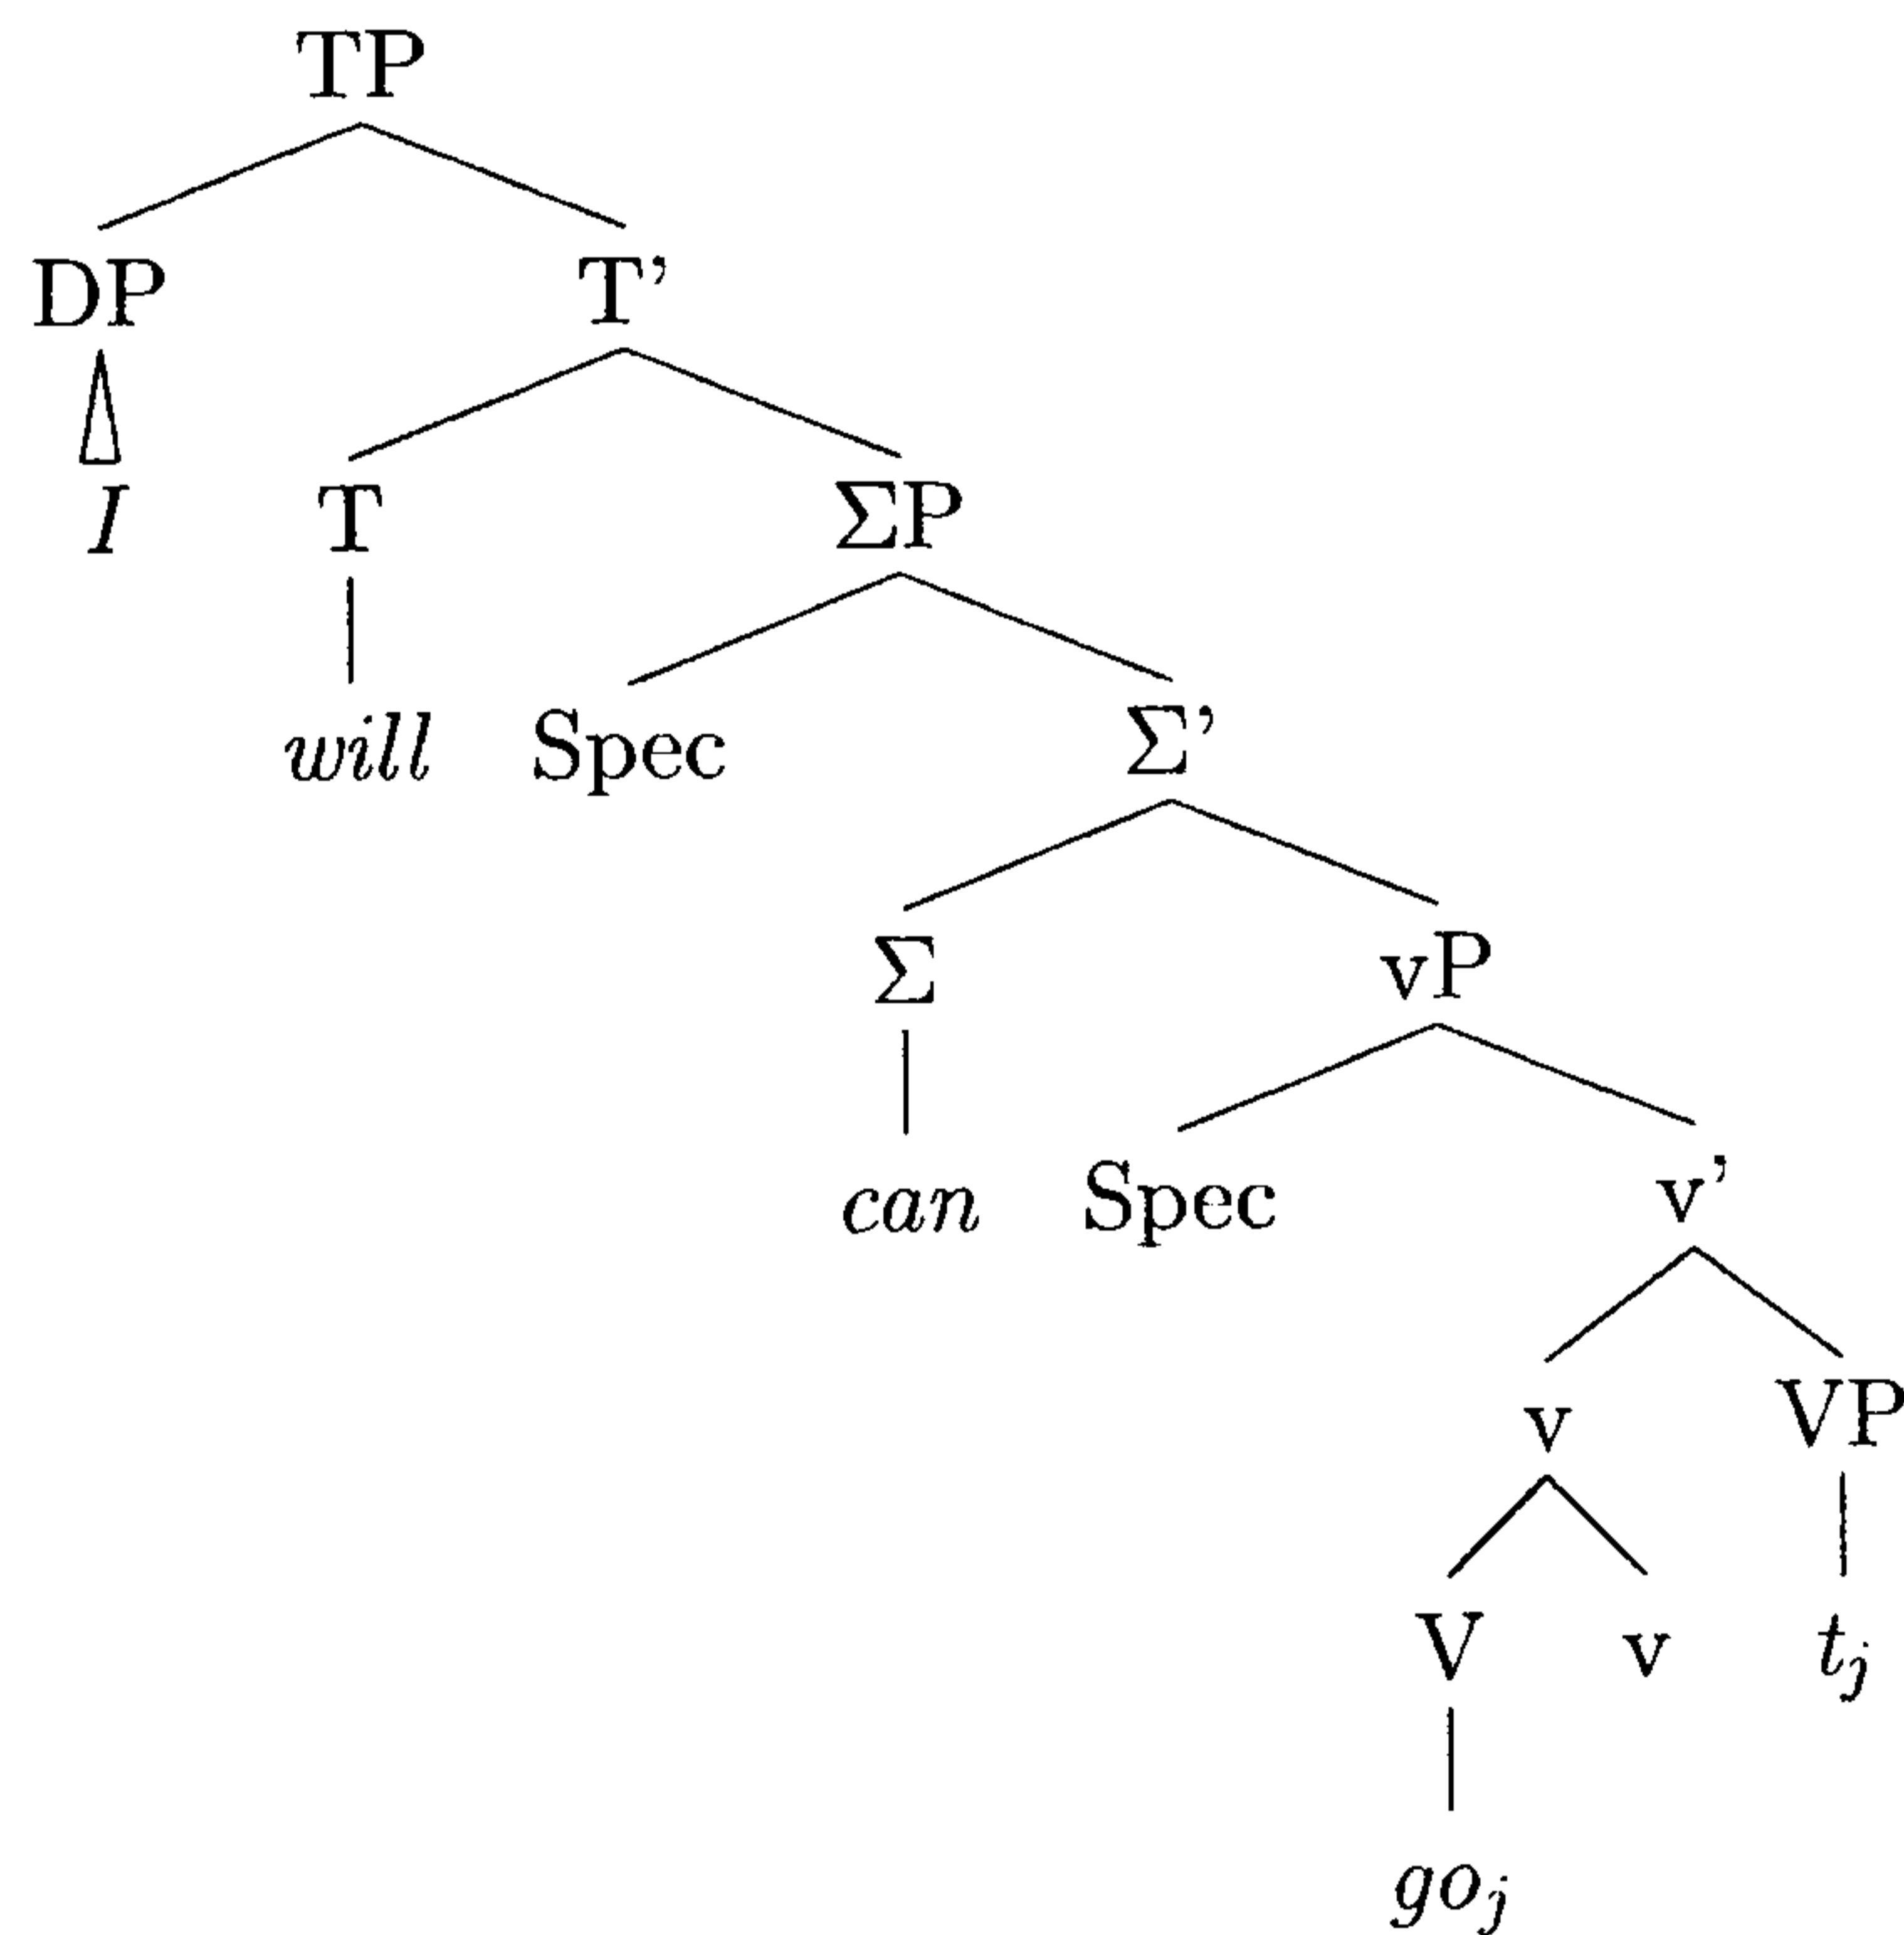 TP
DP T'
I T ΣP
will Spec Σ'
Σ vP
can Spec v'
v VP
V v t_j
go_j